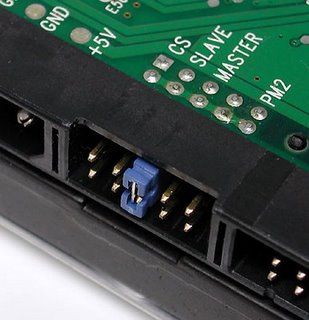 GND
+5V
CS
SLAVE
MASTER
PM2